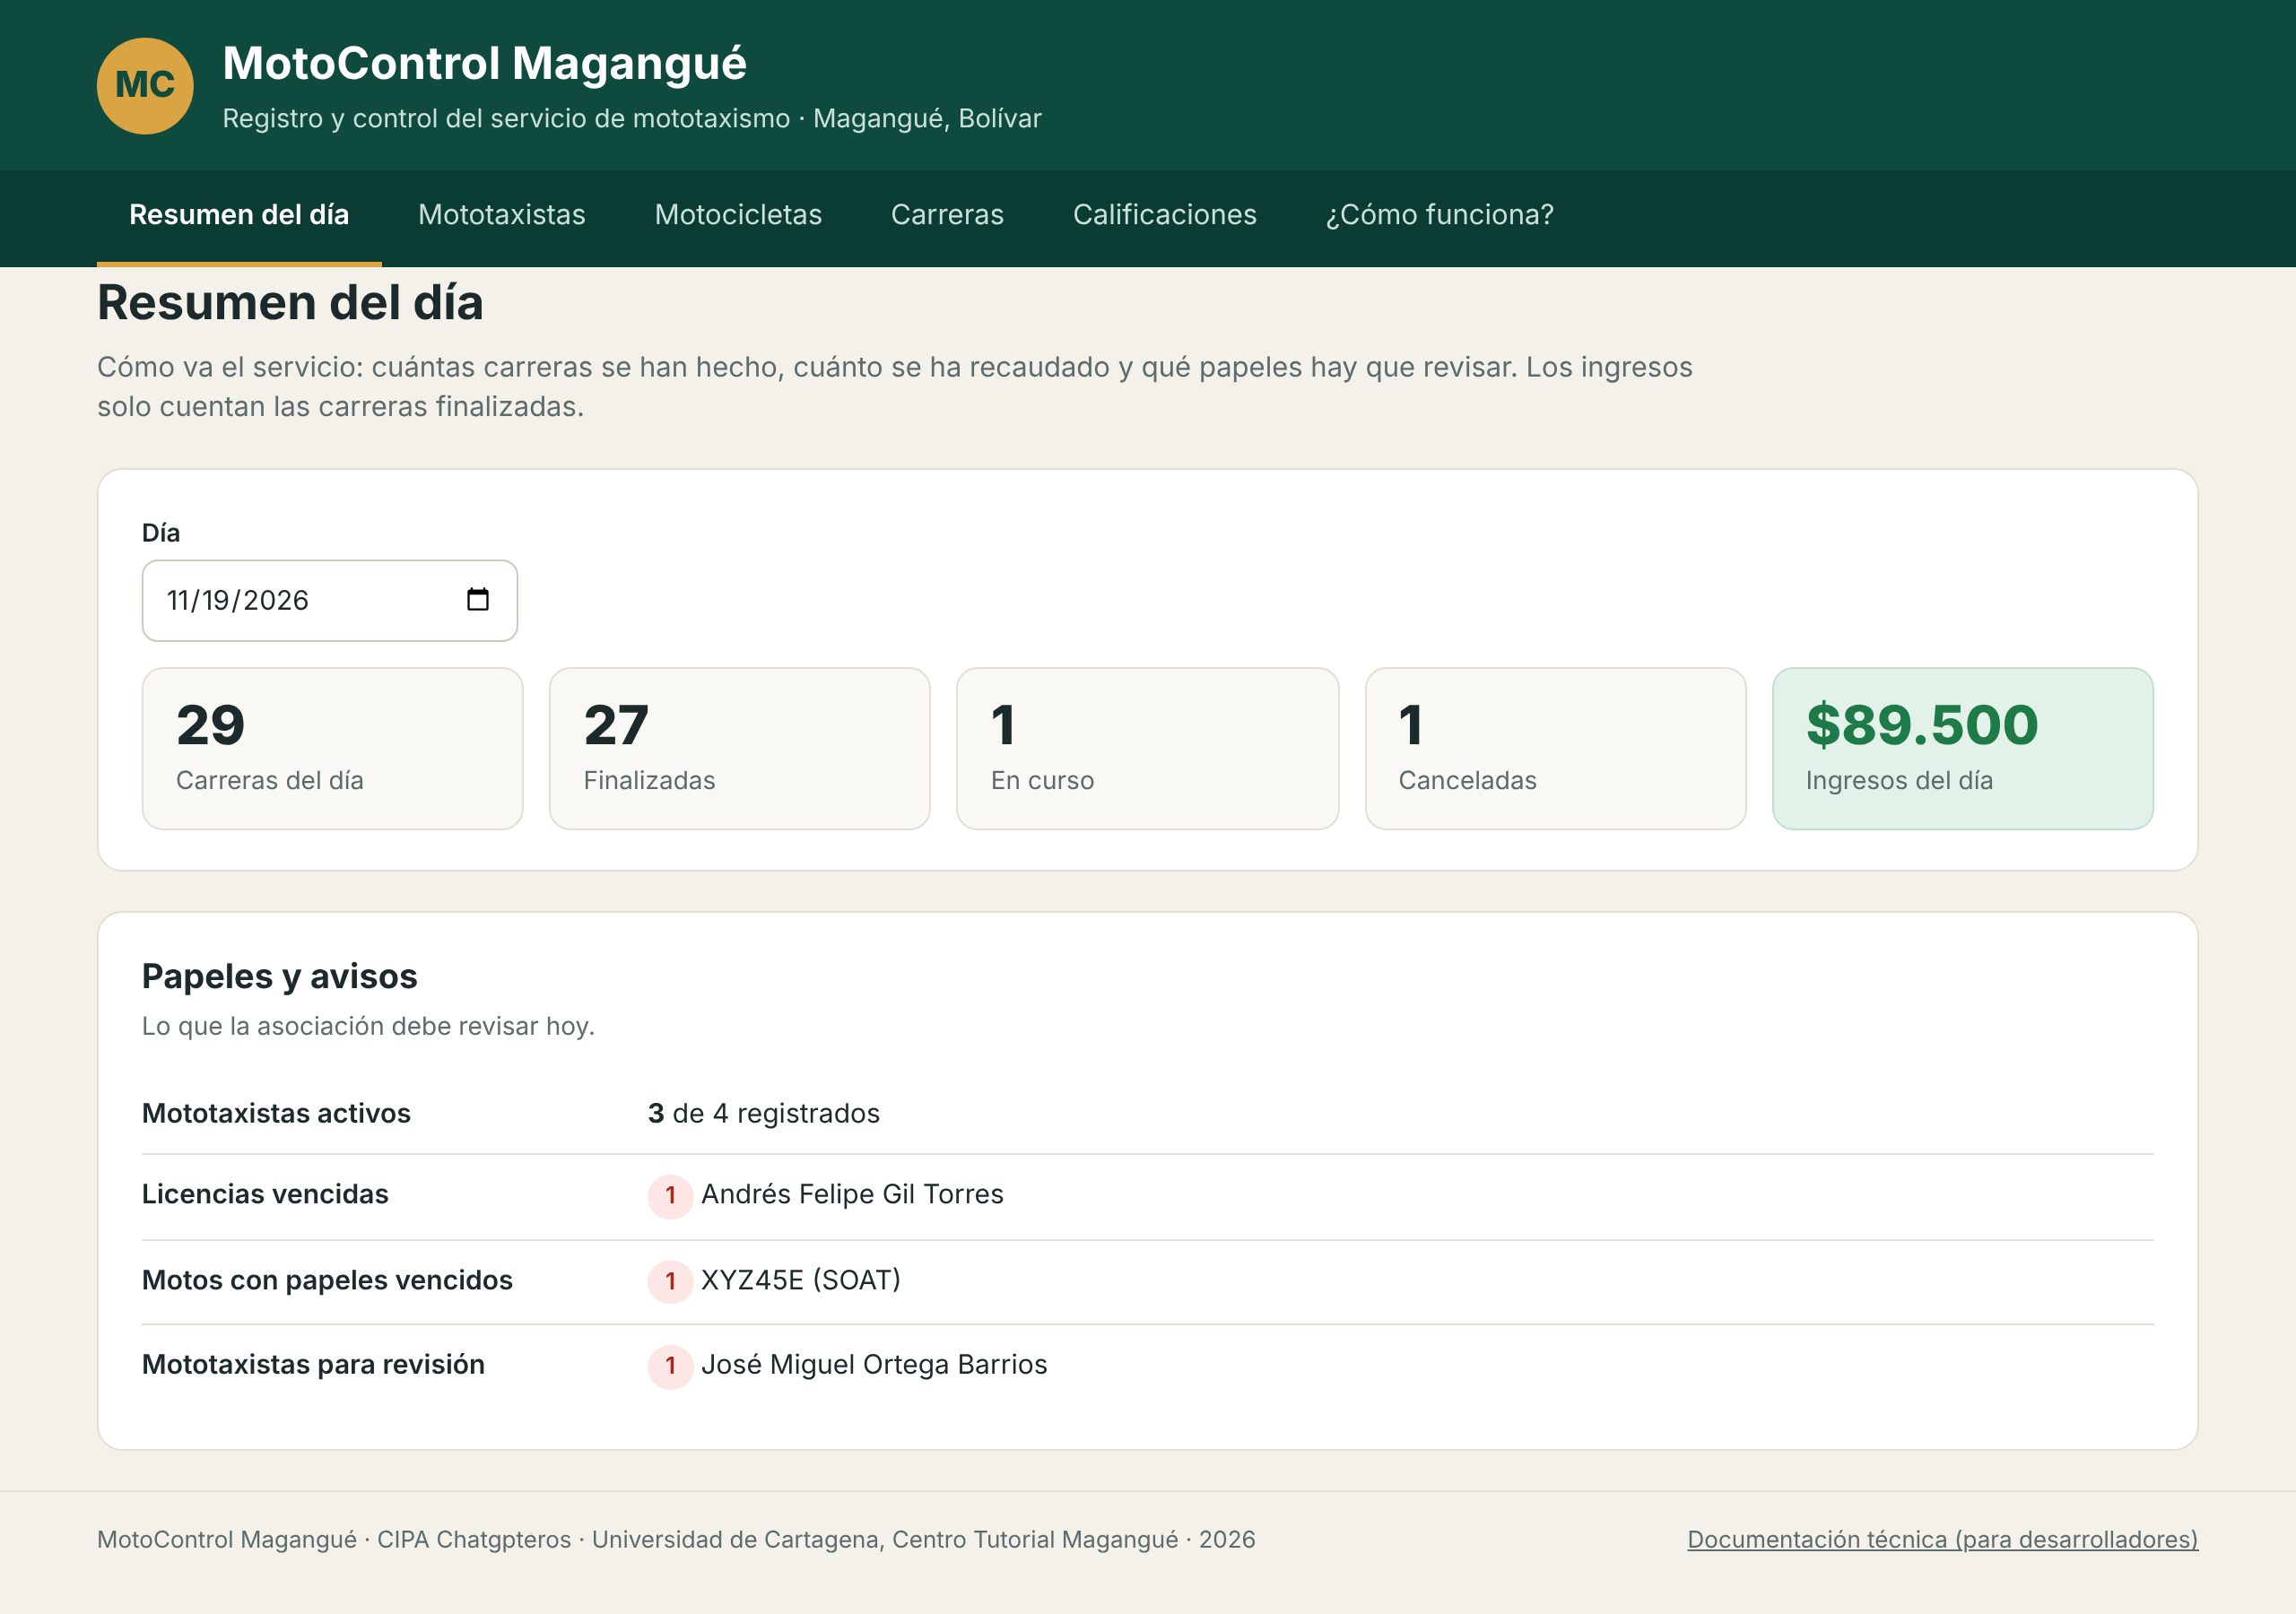 MC
MotoControl Magangué
Registro y control del servicio de mototaxismo · Magangué, Bolívar
Resumen del día Mototaxistas Motocicletas Carreras Calificaciones ¿Cómo funciona?
Resumen del día
Cómo va el servicio: cuántas carreras se han hecho, cuánto se ha recaudado y qué papeles hay que revisar. Los ingresos
solo cuentan las carreras finalizadas.
Día
11/19/2026
29 27 1 1 $89.500
Carreras del día Finalizadas En curso Canceladas Ingresos del día
Papeles y avisos
Lo que la asociación debe revisar hoy.
Mototaxistas activos 3 de 4 registrados
Licencias vencidas 1 Andrés Felipe Gil Torres
Motos con papeles vencidos 1 XYZ45E (SOAT)
Mototaxistas para revisión 1 José Miguel Ortega Barrios
MotoControl Magangué · CIPA Chatgpteros · Universidad de Cartagena, Centro Tutorial Magangué · 2026 Documentación técnica (para desarrolladores)